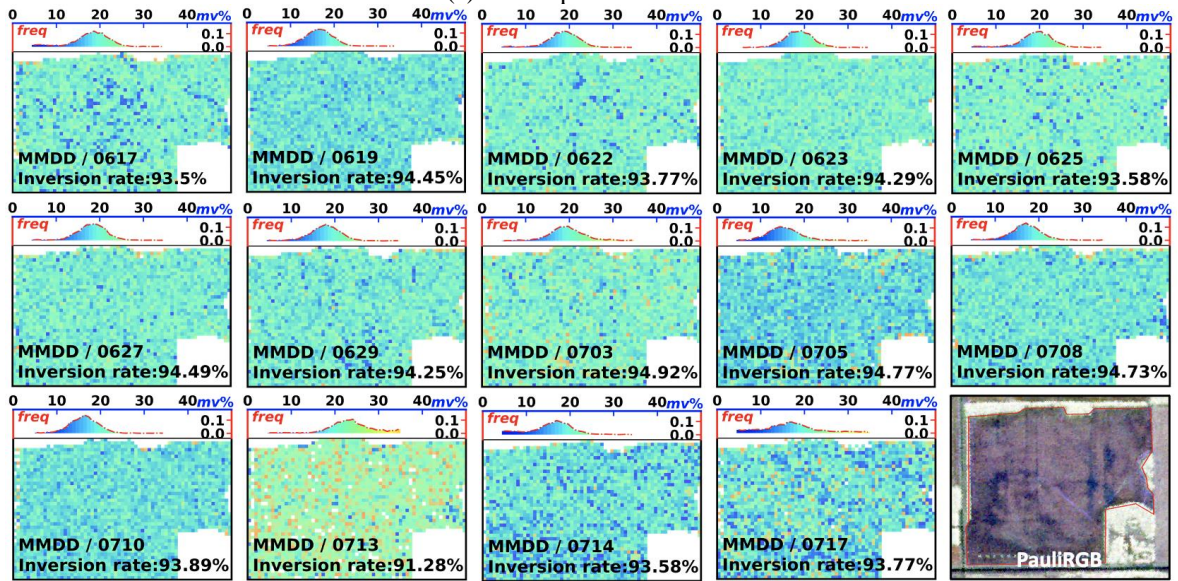 0 10 20 30 40mv% 0 10 20 30 40mv% 0 10 20 30 40mv% 0 10 20 30 40mv% 0 10 20 30 40mv%
freq 0.1 freq 0.1 freq 0.1 freq 0.1 freq 0.1
0.0 0.0 0.0 0.0 0.0
MMDD / 0617 MMDD / 0619 MMDD / 0622 MMDD / 0623 MMDD / 0625
Inversion rate:93.5% Inversion rate:94.45% Inversion rate:93.77% Inversion rate:94.29% Inversion rate:93.58%
0 10 20 30 40mv% 0 10 20 30 40mv% 0 10 20 30 40mv% 0 10 20 30 40mv% 0 10 20 30 40mv%
freq 0.1 freq 0.1 freq 0.1 freq 0.1 freq 0.1
0.0 0.0 0.0 0.0 0.0
MMDD / 0627 MMDD / 0629 MMDD / 0703 MMDD / 0705 MMDD / 0708
Inversion rate:94.49% Inversion rate:94.25% Inversion rate:94.92% Inversion rate:94.77% Inversion rate:94.73%
0 10 20 30 40mv% 0 10 20 30 40mv% 0 10 20 30 40mv% 0 10 20 30 40mv%
freq 0.1 freq 0.1 freq 0.1 freq 0.1
0.0 0.0 0.0 0.0
MMDD / 0710 MMDD / 0713 MMDD / 0714 MMDD / 0717
Inversion rate:93.89% Inversion rate:91.28% Inversion rate:93.58% Inversion rate:93.77%
PauliRGB